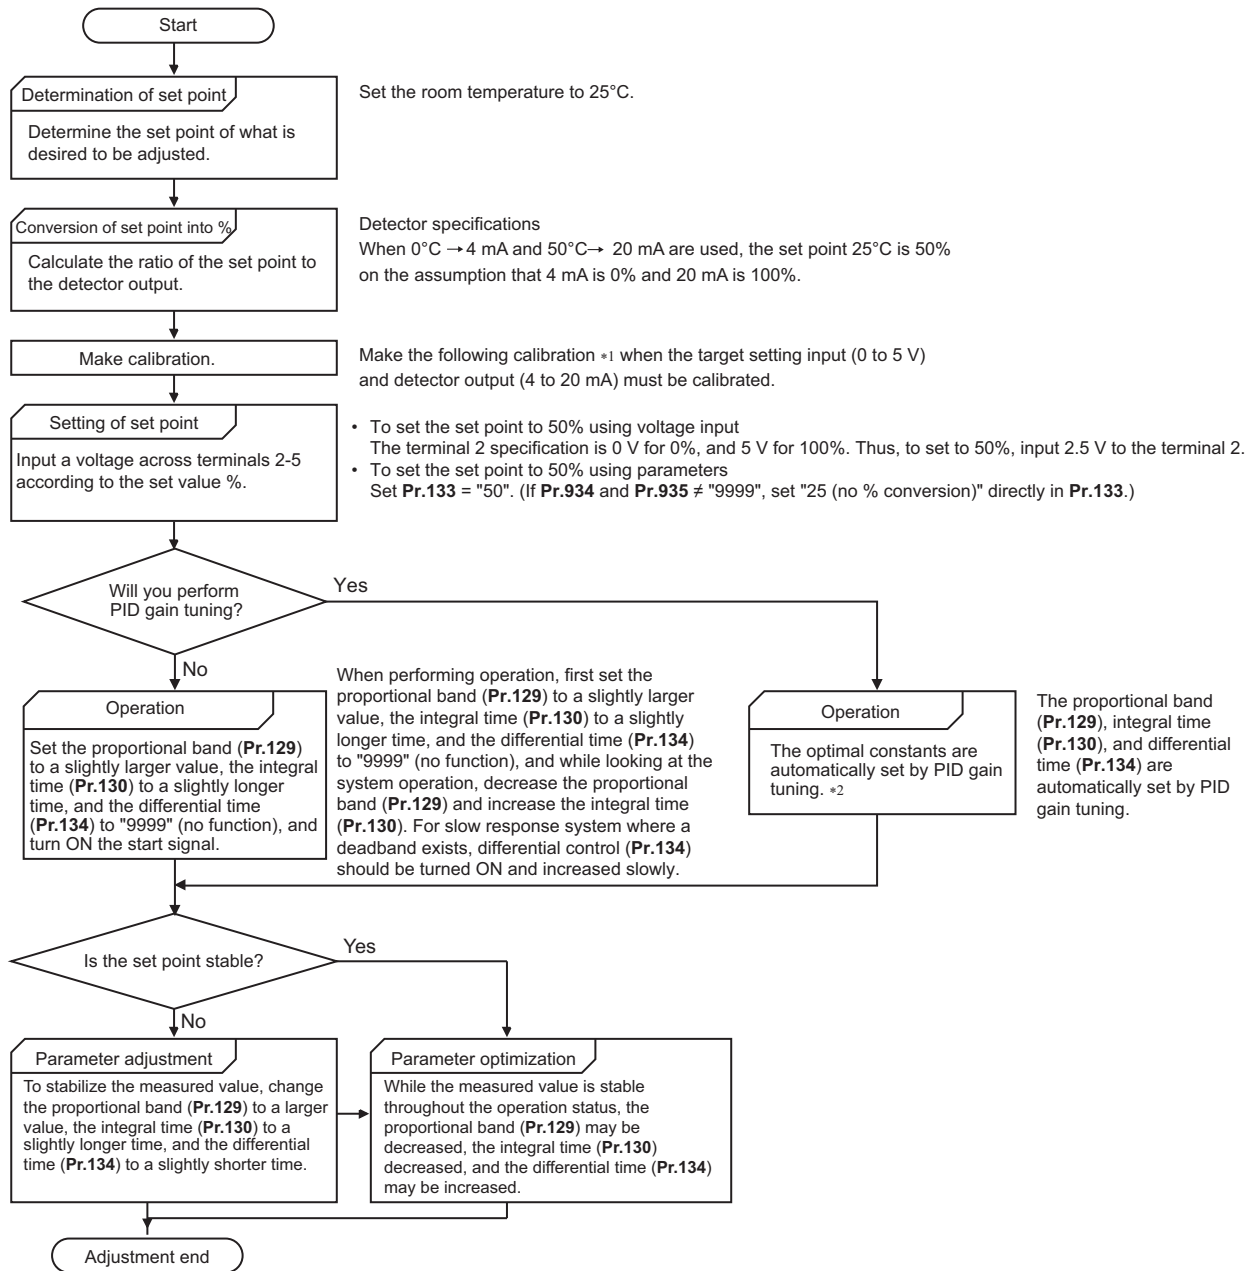 Start
Determination of set point
Set the room temperature to 25°C.
Determine the set point of what is
desired to be adjusted.
Conversion of set point into %
Detector specifications
When 0°C → 4 mA and 50°C→ 20 mA are used, the set point 25°C is 50%
on the assumption that 4 mA is 0% and 20 mA is 100%.
Calculate the ratio of the set point to
the detector output.
Make calibration.
Make the following calibration *1 when the target setting input (0 to 5 V)
and detector output (4 to 20 mA) must be calibrated.
Setting of set point
Input a voltage across terminals 2-5
according to the set value %.
• To set the set point to 50% using voltage input
The terminal 2 specification is 0 V for 0%, and 5 V for 100%. Thus, to set to 50%, input 2.5 V to the terminal 2.
• To set the set point to 50% using parameters
Set Pr.133 = "50". (If Pr.934 and Pr.935 ≠ "9999", set "25 (no % conversion)" directly in Pr.133.)
Will you perform
PID gain tuning?
Yes
No
Operation
Set the proportional band (Pr.129)
to a slightly larger value, the integral
time (Pr.130) to a slightly longer
time, and the differential time
(Pr.134) to "9999" (no function), and
turn ON the start signal.
When performing operation, first set the
proportional band (Pr.129) to a slightly larger
value, the integral time (Pr.130) to a slightly
longer time, and the differential time (Pr.134)
to "9999" (no function), and while looking at the
system operation, decrease the proportional
band (Pr.129) and increase the integral time
(Pr.130). For slow response system where a
deadband exists, differential control (Pr.134)
should be turned ON and increased slowly.
Operation
The optimal constants are
automatically set by PID gain
tuning. *2
The proportional band
(Pr.129), integral time
(Pr.130), and differential
time (Pr.134) are
automatically set by PID
gain tuning.
Is the set point stable?
Yes
No
Parameter adjustment
To stabilize the measured value, change
the proportional band (Pr.129) to a larger
value, the integral time (Pr.130) to a
slightly longer time, and the differential
time (Pr.134) to a slightly shorter time.
Parameter optimization
While the measured value is stable
throughout the operation status, the
proportional band (Pr.129) may be
decreased, the integral time (Pr.130)
decreased, and the differential time (Pr.134)
may be increased.
Adjustment end